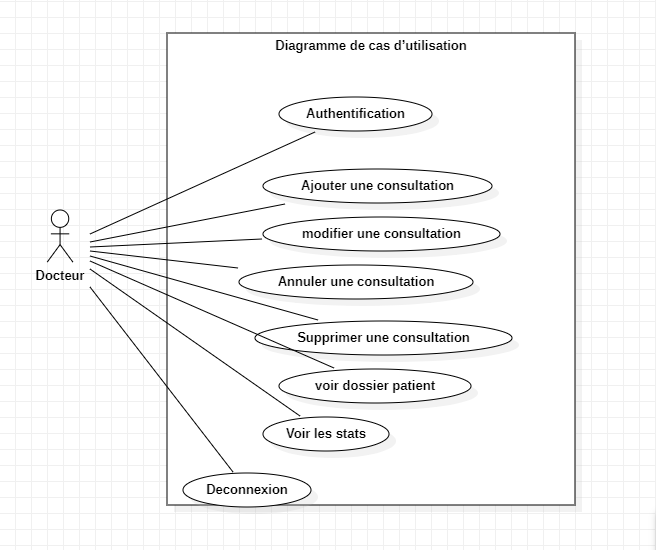 Diagramme de cas d'utilisation
Authentification
Ajouter une consultation
modifier une consultation
Docteur
Annuler une consultation
Supprimer une consultation
voir dossier patient
Voir les stats
Deconnexion